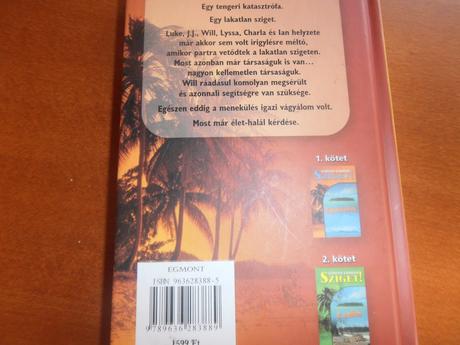 Egy tengeri katasztrófa.
Egy lakatlan sziget.
Luke, J.J., Will, Lyssa, Charla és Ian helyzete
már akkor sem volt irigylésre méltó,
amikor partra vetődtek a lakatlan szigeten.
Most azonban már társaságuk is van...
nagyon kellemetlen társaságuk.
Will ráadásul komolyan megsérült
és azonnali segítségre van szüksége.
Egészen eddig a menekülés igazi vágyálom volt.
Most már élet-halál kérdése.
1. kötet
SZIGET!
2. kötet
SZIGET!
EGMONT
ISBN 963628388-5
9789636283889
1599 Ft